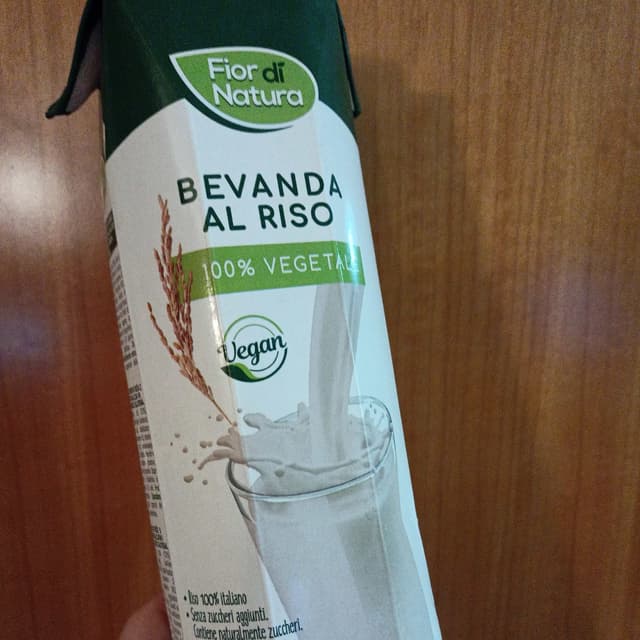 Fior di
Natura
BEVANDA
AL RISO
100% VEGETALE
Vegan
• Riso 100% italiano
• Senza zuccheri aggiunti.
Contiene naturalmente zuccheri.